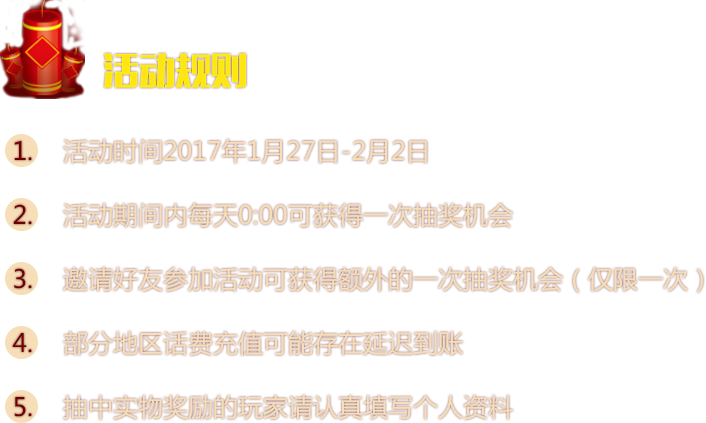 活动规则
1. 活动时间2017年1月27日-2月2日
2. 活动期间内每天0:00可获得一次抽奖机会
3. 邀请好友参加活动可获得额外的一次抽奖机会（仅限一次）
4. 部分地区话费充值可能存在延迟到账
5. 抽中实物奖励的玩家请认真填写个人资料